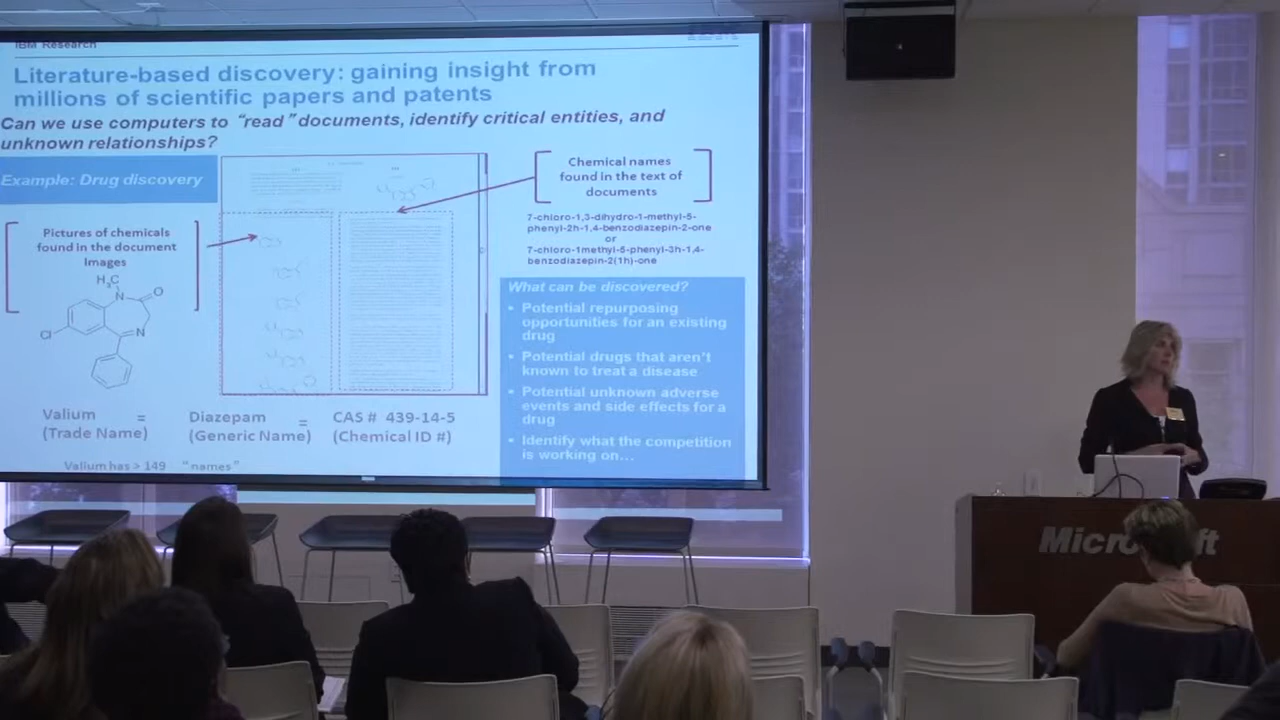 IBM Research
IBM
Literature-based discovery: gaining insight from
millions of scientific papers and patents
Can we use computers to “read” documents, identify critical entities, and
unknown relationships?
Example: Drug discovery
Pictures of chemicals
found in the document
Images
H₃C
N
O
Cl
N
Chemical names
found in the text of
documents
7-chloro-1,3-dihydro-1-methyl-5-
phenyl-2h-1,4-benzodiazepin-2-one
or
7-chloro-1methyl-5-phenyl-3h-1,4-
benzodiazepin-2(1h)-one
What can be discovered?
• Potential repurposing
opportunities for an existing
drug
• Potential drugs that aren’t
known to treat a disease
• Potential unknown adverse
events and side effects for a
drug
• Identify what the competition
is working on…
Valium = Diazepam = CAS # 439-14-5
(Trade Name) (Generic Name) (Chemical ID #)
Valium has > 149 “names”